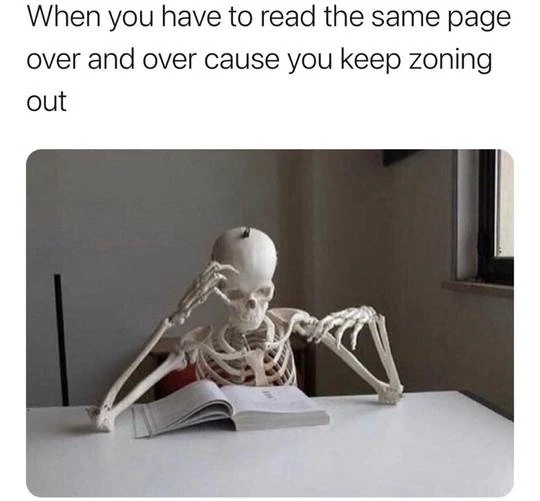 When you have to read the same page
over and over cause you keep zoning
out